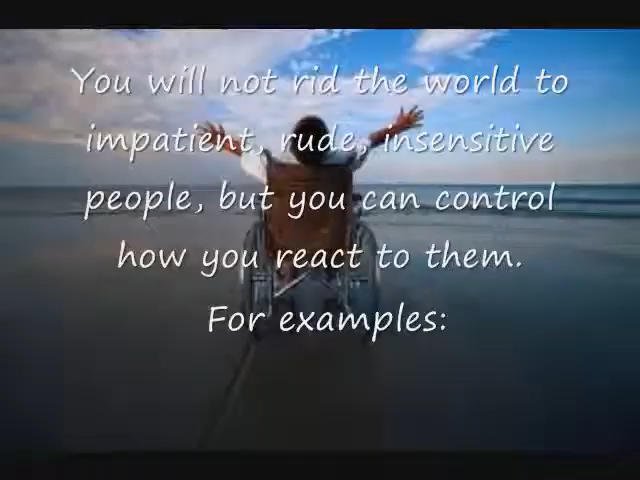 You will not rid the world to
impatient, rude, insensitive
people, but you can control
how you react to them.
For examples: